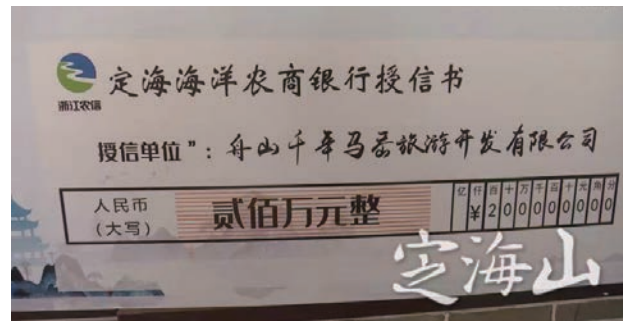 定海海洋农商银行授信书
浙江农信
授信单位”：舟山千年马岙旅游开发有限公司
人民币
(大写)
贰佰万元整
亿仟百十万千百十元角分
¥200000000
定海山